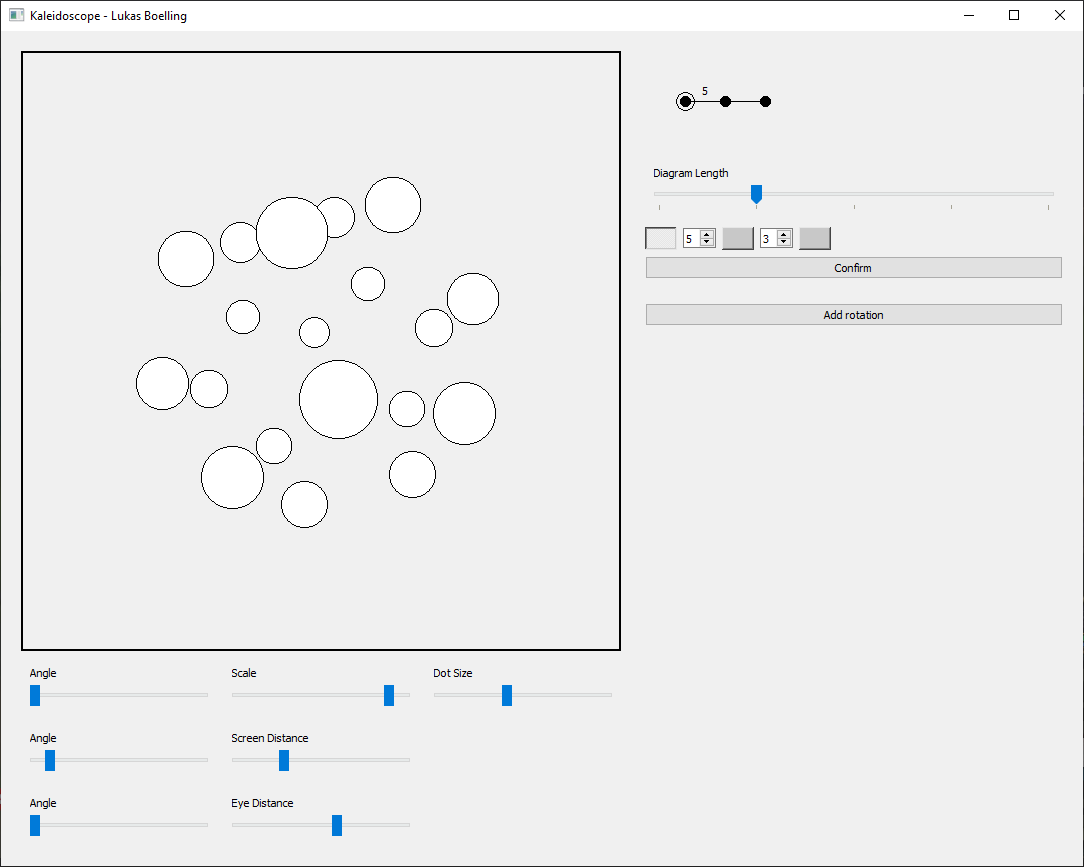 Kaleidoscope - Lukas Boelling
5
Diagram Length
5 3
Confirm
Add rotation
Angle Scale Dot Size
Angle Screen Distance
Angle Eye Distance